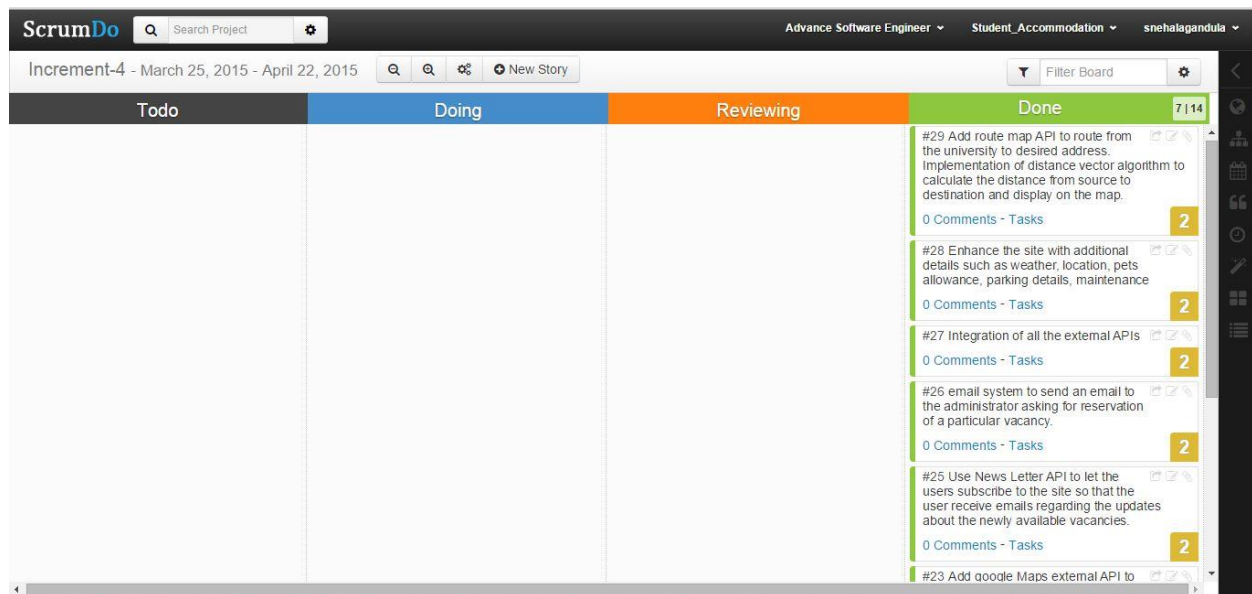 ScrumDo Search Project Advance Software Engineer Student_Accommodation snehalagandula
Increment-4 - March 25, 2015 - April 22, 2015 New Story Filter Board
Todo Doing Reviewing Done 7 | 14
#29 Add route map API to route from
the university to desired address.
Implementation of distance vector algorithm to
calculate the distance from source to
destination and display on the map.
0 Comments - Tasks 2
#28 Enhance the site with additional
details such as weather, location, pets
allowance, parking details, maintenance
0 Comments - Tasks 2
#27 Integration of all the external APIs
0 Comments - Tasks 2
#26 email system to send an email to
the administrator asking for reservation
of a particular vacancy.
0 Comments - Tasks 2
#25 Use News Letter API to let the
users subscribe to the site so that the
user receive emails regarding the updates
about the newly available vacancies.
0 Comments - Tasks 2
#23 Add google Maps external API to